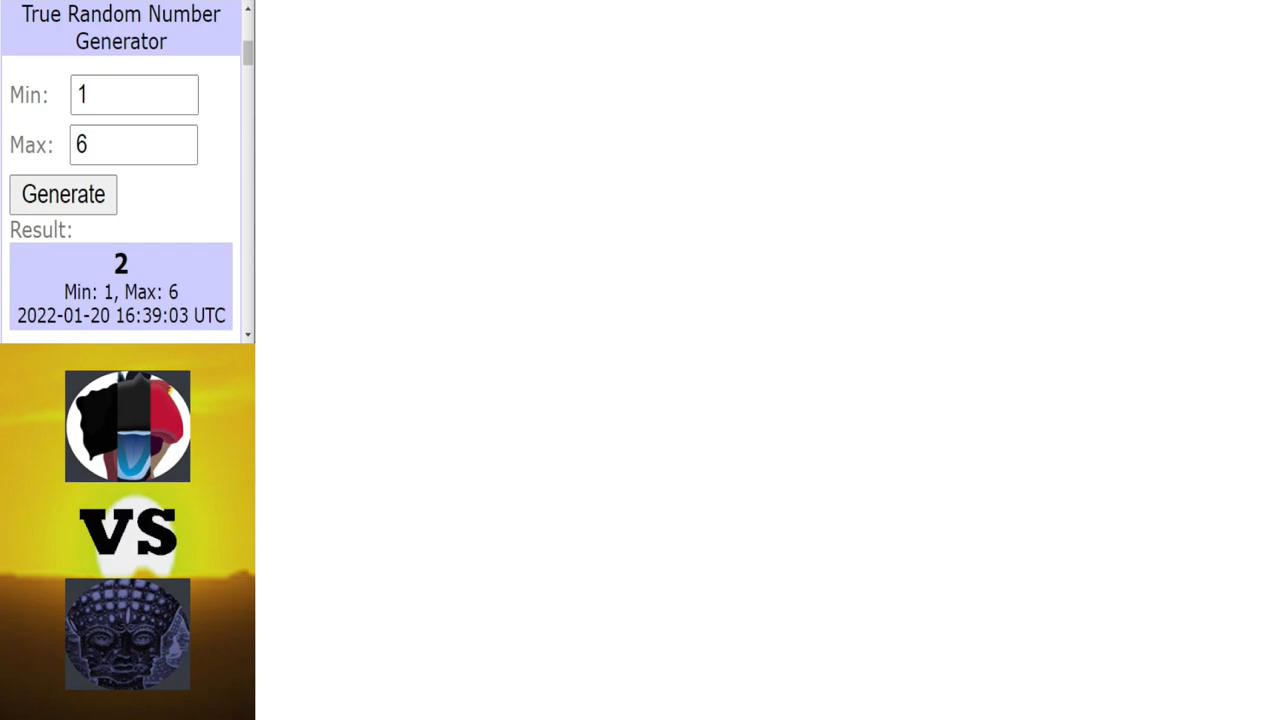 True Random Number
Generator
Min: 1
Max: 6
Generate
Result:
2
Min: 1, Max: 6
2022-01-20 16:39:03 UTC
VS